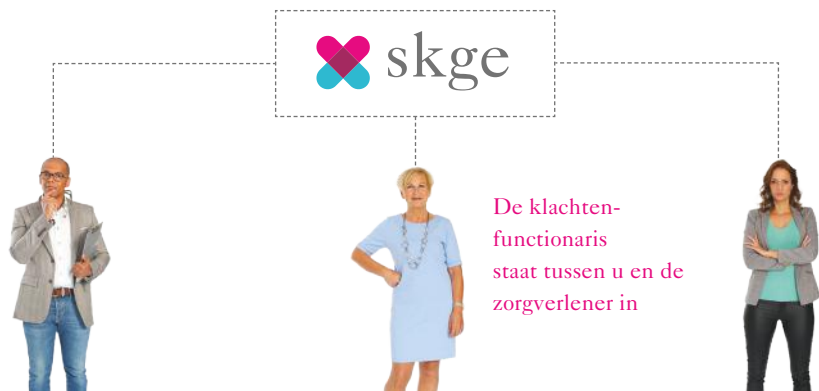 skge
De klachten-
functionaris
staat tussen u en de
zorgverlener in